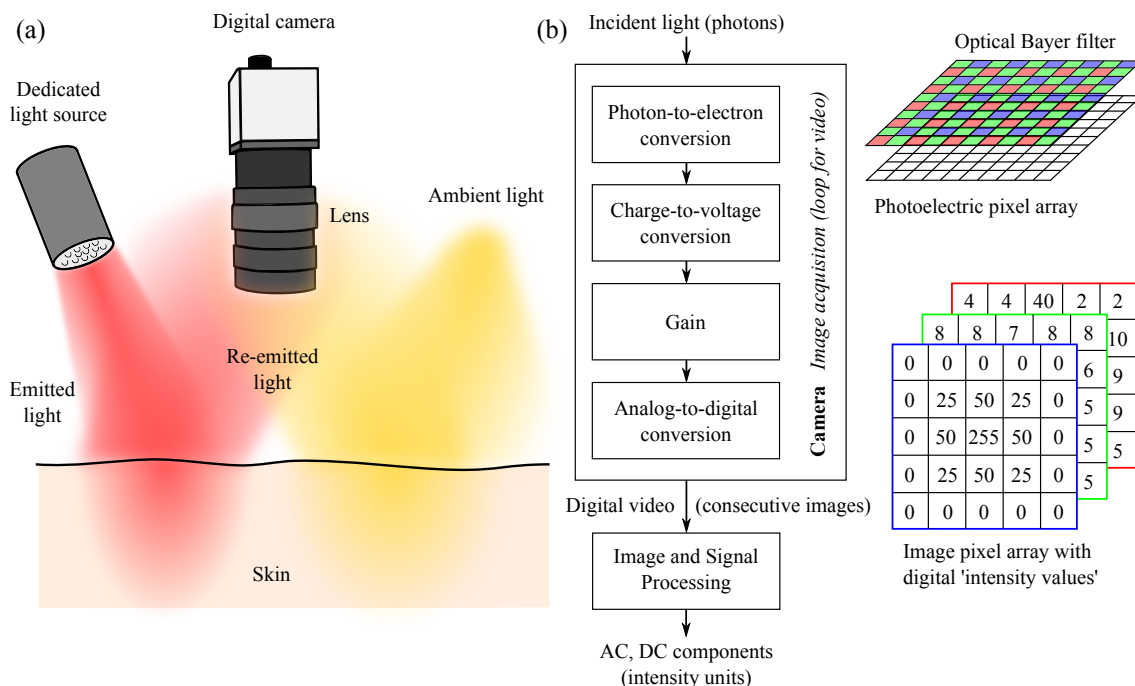 (a)
Digital camera
Dedicated
light source
Lens
Ambient light
Re-emitted
light
Emitted
light
Skin
(b)
Incident light (photons)
Photon-to-electron
conversion
Charge-to-voltage
conversion
Gain
Analog-to-digital
conversion
Camera Image acquisiton (loop for video)
Digital video (consecutive images)
Image and Signal
Processing
AC, DC components
(intensity units)
Optical Bayer filter
Photoelectric pixel array
4 4 40 2 2
10
9
9
5
8 8 7 8 8
6
5
5
5
0 0 0 0 0
0 25 50 25 0
0 50 255 50 0
0 25 50 25 0
0 0 0 0 0
Image pixel array with
digital 'intensity values'